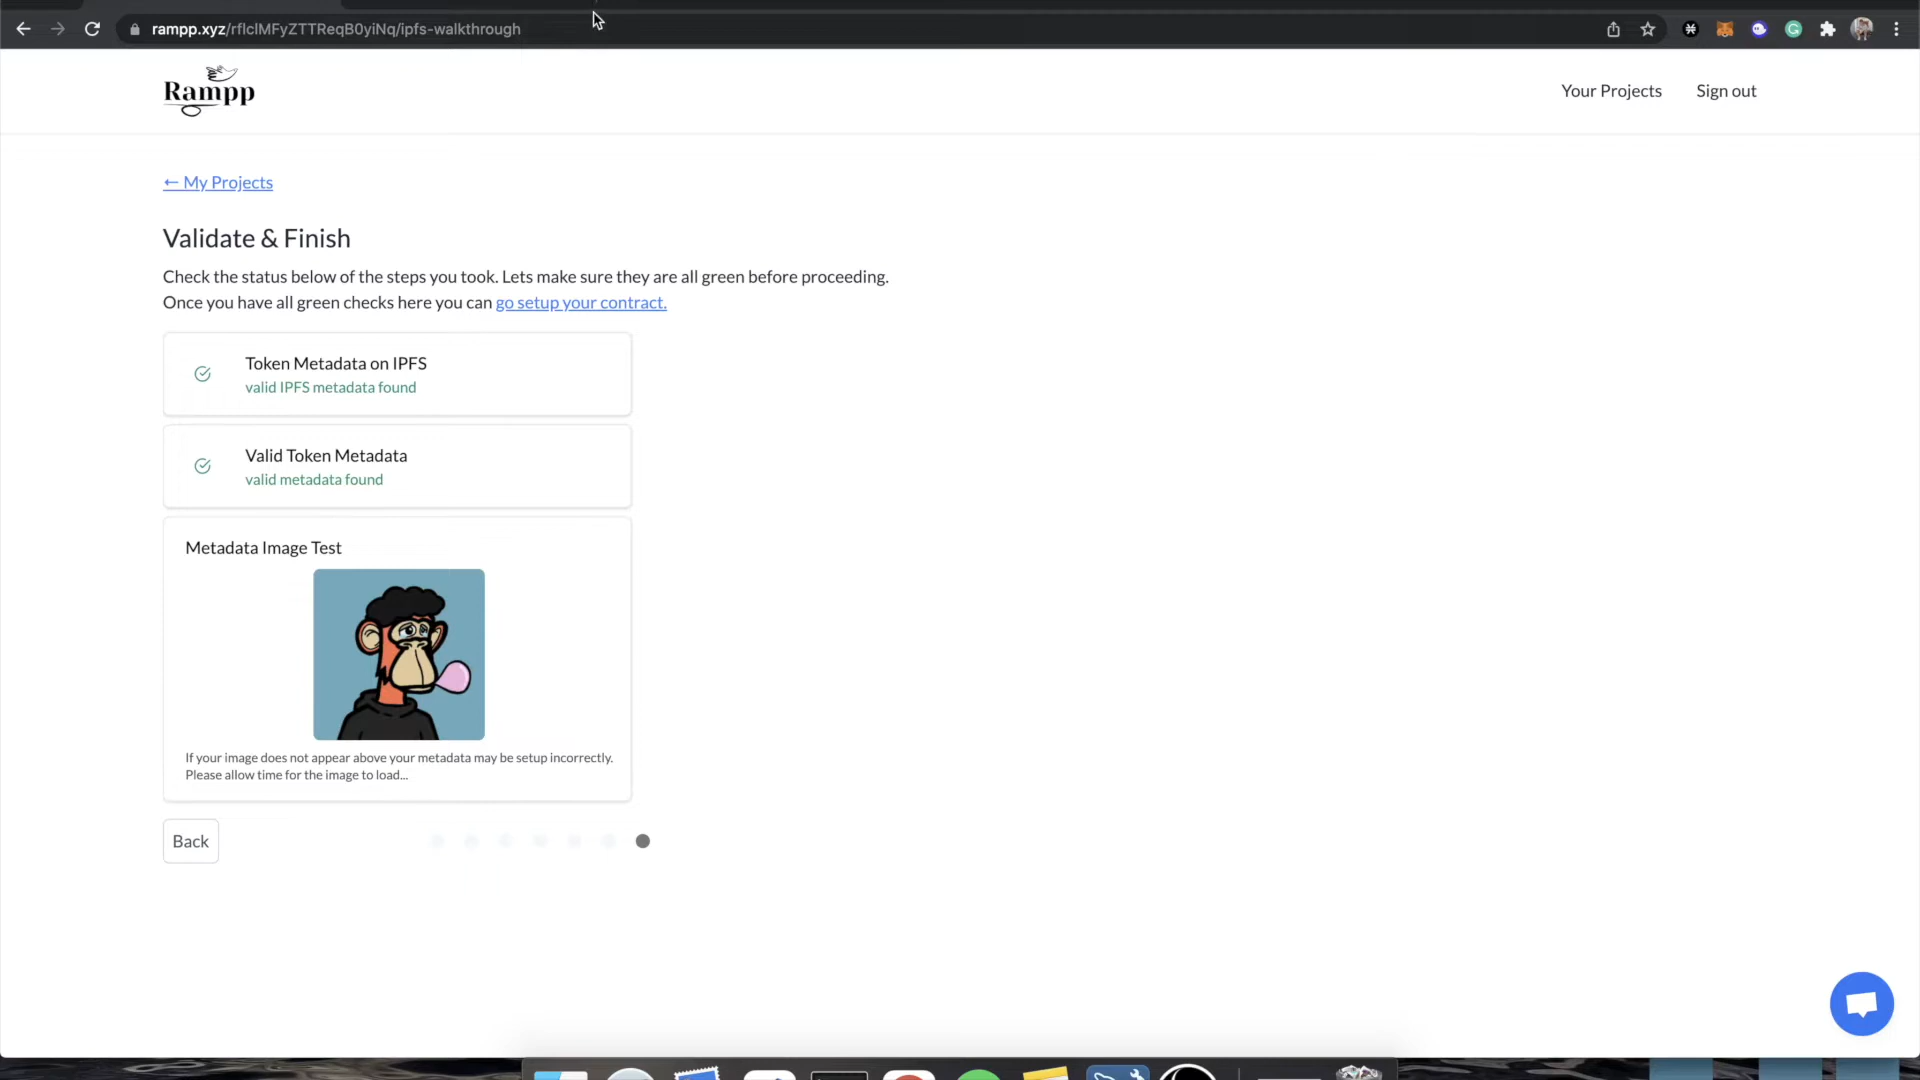 rampp.xyz/rflclMFyZTTReqB0yiNq/ipfs-walkthrough
Rampp
Your Projects
Sign out
← My Projects
Validate & Finish
Check the status below of the steps you took. Lets make sure they are all green before proceeding.
Once you have all green checks here you can go setup your contract.
Token Metadata on IPFS
valid IPFS metadata found
Valid Token Metadata
valid metadata found
Metadata Image Test
If your image does not appear above your metadata may be setup incorrectly.
Please allow time for the image to load...
Back